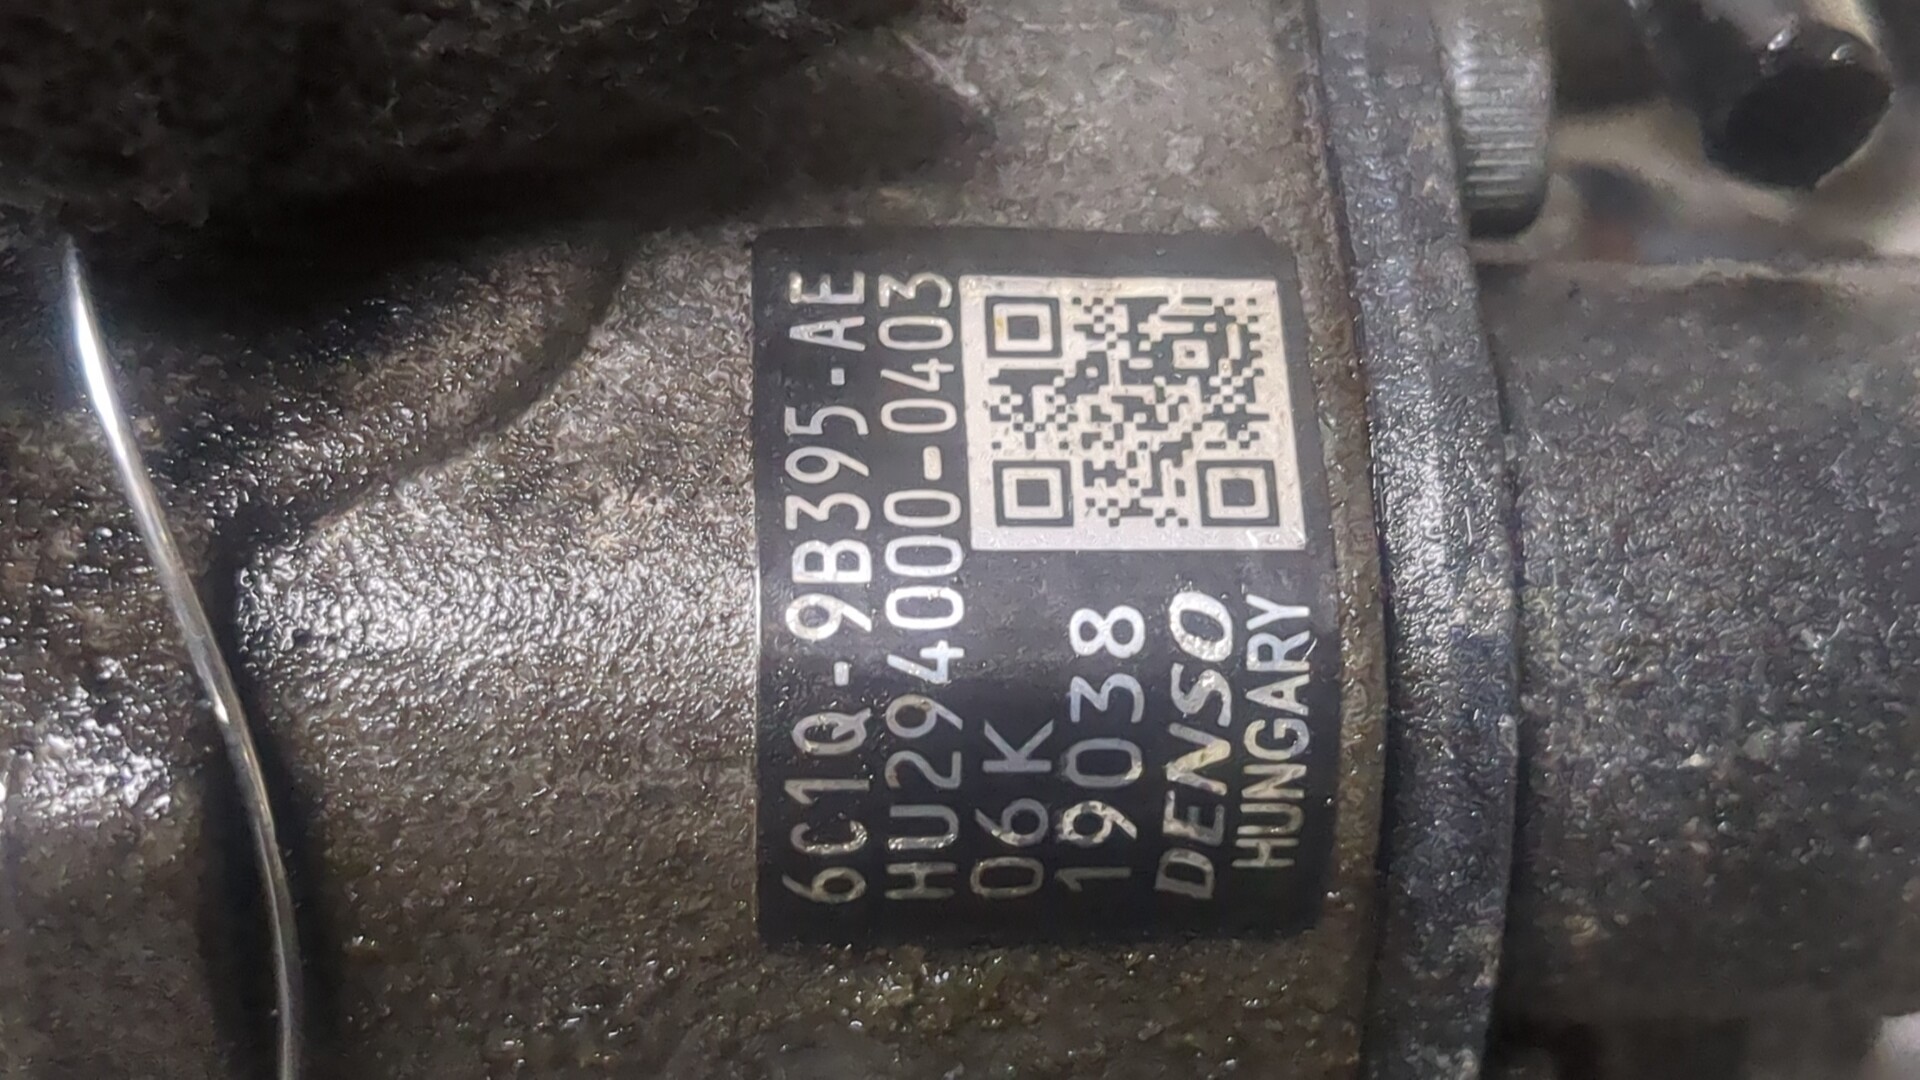 6C1Q-9B395-AE
HU294000-0403
06K
19038
DENSO
HUNGARY